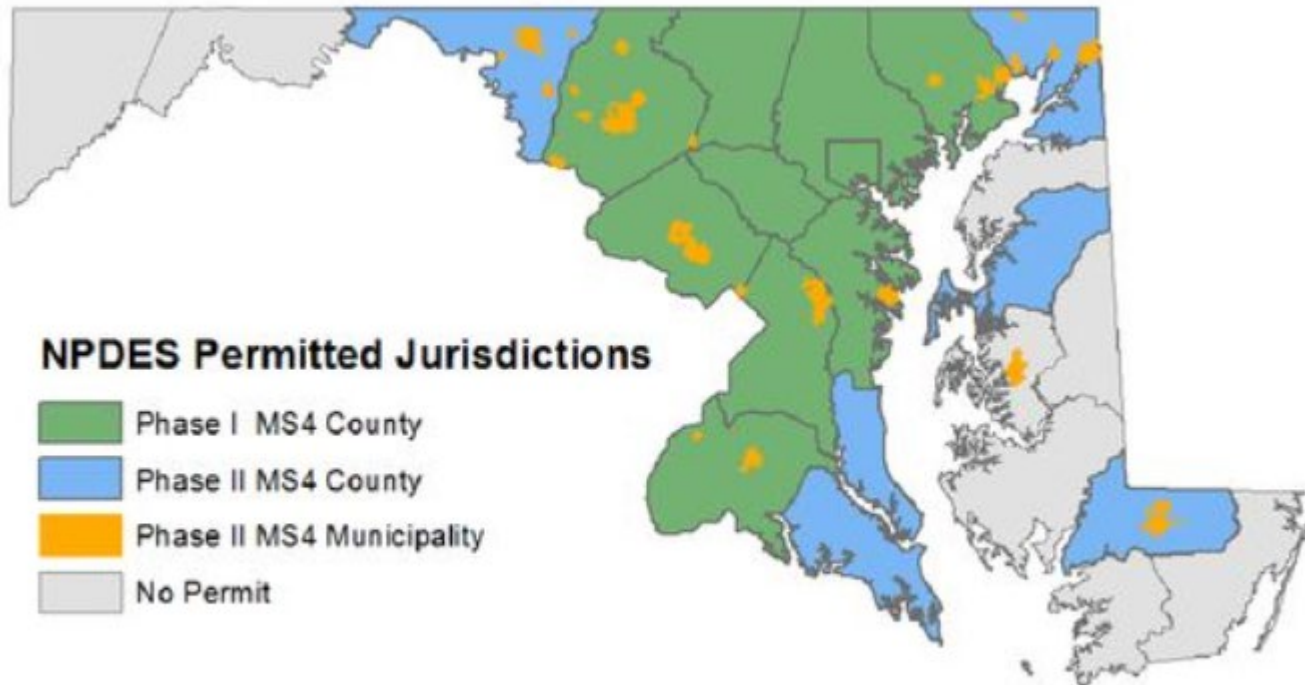 NPDES Permitted Jurisdictions
Phase I MS4 County
Phase II MS4 County
Phase II MS4 Municipality
No Permit